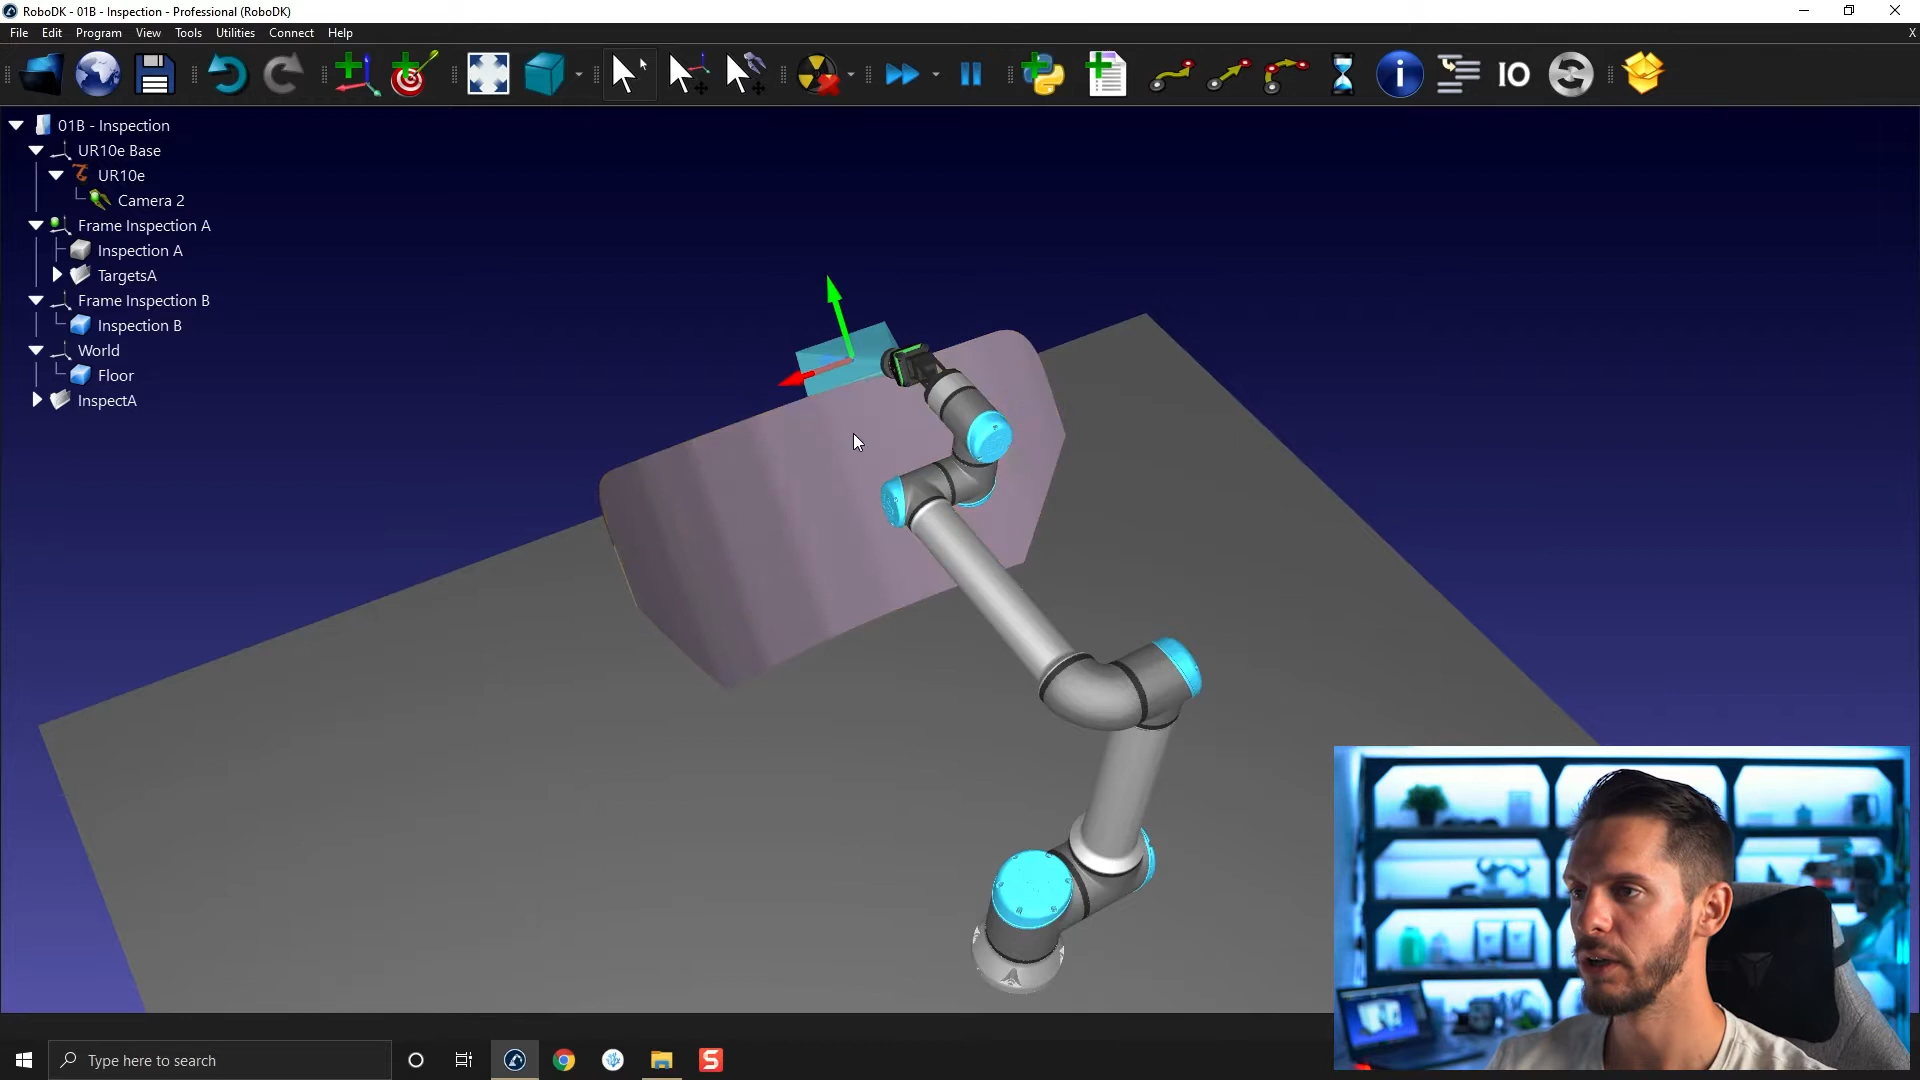 RoboDK - 01B - Inspection - Professional (RoboDK)
File Edit Program View Tools Utilities Connect Help X
IO
01B - Inspection
UR10e Base
UR10e
Camera 2
Frame Inspection A
Inspection A
TargetsA
Frame Inspection B
Inspection B
World
Floor
InspectA
Type here to search